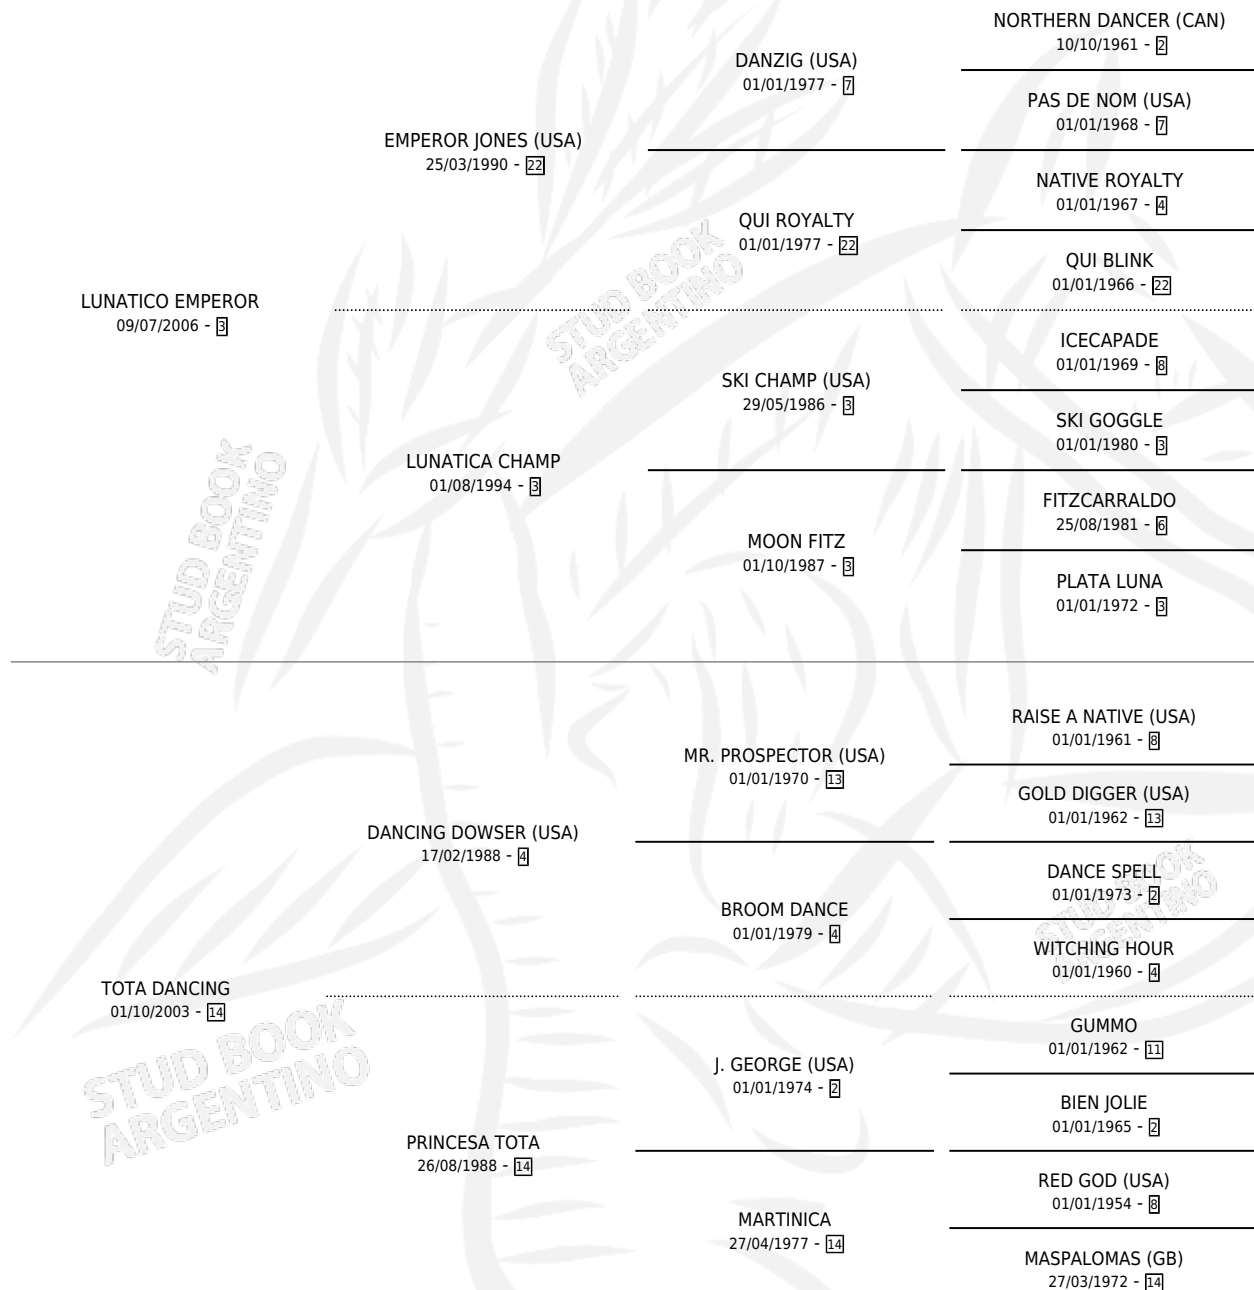 NORTHERN DANCER (CAN)
10/10/1961 - 2
DANZIG (USA)
01/01/1977 - 7
PAS DE NOM (USA)
01/01/1968 - 7
EMPEROR JONES (USA)
25/03/1990 - 22
NATIVE ROYALTY
01/01/1967 - 4
QUI ROYALTY
01/01/1977 - 22
QUI BLINK
01/01/1966 - 22
LUNATICO EMPEROR
09/07/2006 - 3
STUD BOOK
ARGENTINO
ICECAPADE
01/01/1969 - 8
SKI CHAMP (USA)
29/05/1986 - 3
SKI GOGGLE
01/01/1980 - 3
LUNATICA CHAMP
01/08/1994 - 3
FITZCARRALDO
25/08/1981 - 6
MOON FITZ
01/10/1987 - 3
PLATA LUNA
01/01/1972 - 3
STUD BOOK
ARGENTINO
RAISE A NATIVE (USA)
01/01/1961 - 8
MR. PROSPECTOR (USA)
01/01/1970 - 13
GOLD DIGGER (USA)
01/01/1962 - 13
DANCING DOWSER (USA)
17/02/1988 - 4
DANCE SPELL
01/01/1973 - 2
STUD BOOK
ARGENTINO
BROOM DANCE
01/01/1979 - 4
WITCHING HOUR
01/01/1960 - 4
TOTA DANCING
01/10/2003 - 14
STUD BOOK
ARGENTINO
GUMMO
01/01/1962 - 11
J. GEORGE (USA)
01/01/1974 - 2
BIEN JOLIE
01/01/1965 - 2
PRINCESA TOTA
26/08/1988 - 14
RED GOD (USA)
01/01/1954 - 8
MARTINICA
27/04/1977 - 14
MASPALOMAS (GB)
27/03/1972 - 14